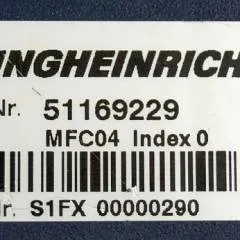 NGHEINRICH
Nr. 51169229
MFC04 Index 0
Nr. S1FX 00000290